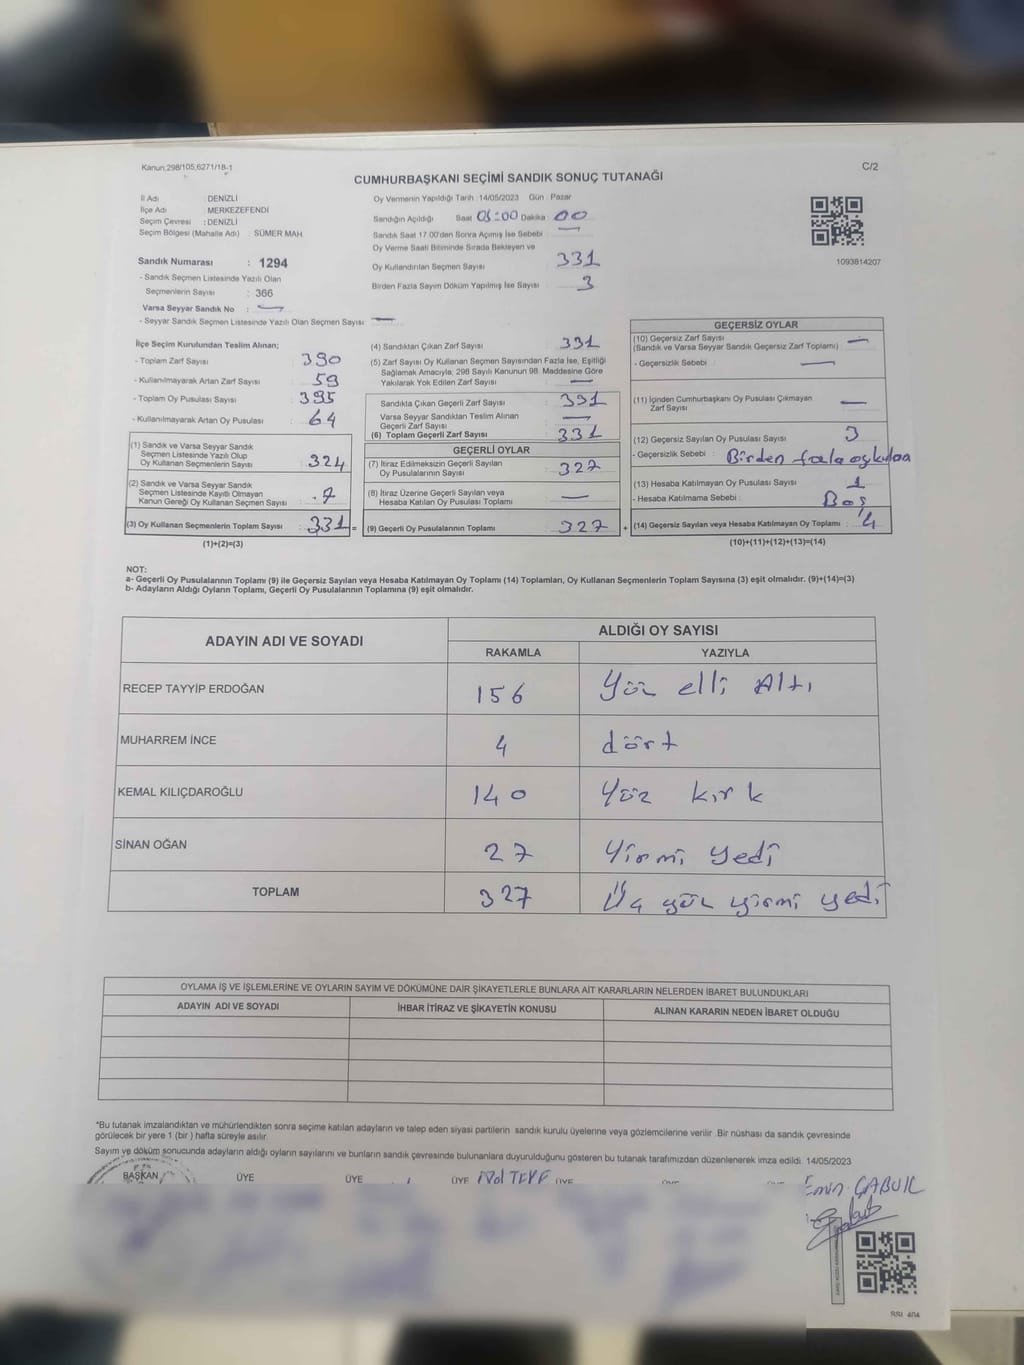 Kanun:298/105,6271/18-1
C/2
CUMHURBAŞKANI SEÇİMİ SANDIK SONUÇ TUTANAĞI
İl Adı : DENİZLİ
İlçe Adı : MERKEZEFENDİ
Seçim Çevresi : DENİZLİ
Seçim Bölgesi (Mahalle Adı) : SÜMER MAH.
Sandık Numarası : 1294
- Sandık Seçmen Listesinde Yazılı Olan
Seçmenlerin Sayısı : 366
Varsa Seyyar Sandık No : —
- Seyyar Sandık Seçmen Listesinde Yazılı Olan Seçmen Sayısı : —
Oy Vermenin Yapıldığı Tarih 14/05/2023 Gün : Pazar
Sandığın Açıldığı Saat 08:00 Dakika 00
Sandık Saat 17.00'den Sonra Açımış İse Sebebi —
Oy Verme Saati Bitiminde Sırada Bekleyen ve
Oy Kullandırılan Seçmen Sayısı 331
Birden Fazla Sayım Döküm Yapılmış İse Sayısı : 3
1093814207
İlçe Seçim Kurulundan Teslim Alınan;
- Toplam Zarf Sayısı : 390
- Kullanılmayarak Artan Zarf Sayısı : 59
- Toplam Oy Pusulası Sayısı : 395
- Kullanılmayarak Artan Oy Pusulası : 64
(1) Sandık ve Varsa Seyyar Sandık
Seçmen Listesinde Yazılı Olup
Oy Kullanan Seçmenlerin Sayısı : 324
(2) Sandık ve Varsa Seyyar Sandık
Seçmen Listesinde Kayıtlı Olmayan
Kanun Gereği Oy Kullanan Seçmen Sayısı : 7
(3) Oy Kullanan Seçmenlerin Toplam Sayısı : 331 =
(1)+(2)=(3)
(4) Sandıktan Çıkan Zarf Sayısı : 331
(5) Zarf Sayısı Oy Kullanan Seçmen Sayısından Fazla İse, Eşitliği
Sağlamak Amacıyla, 298 Sayılı Kanunun 98. Maddesine Göre
Yakılarak Yok Edilen Zarf Sayısı : —
Sandıkta Çıkan Geçerli Zarf Sayısı : 331
Varsa Seyyar Sandıktan Teslim Alınan
Geçerli Zarf Sayısı : —
(6) Toplam Geçerli Zarf Sayısı : 331
GEÇERLİ OYLAR
(7) İtiraz Edilmeksizin Geçerli Sayılan
Oy Pusulasının Sayısı : 327
(8) İtiraz Üzerine Geçerli Sayılan veya
Hesaba Katılan Oy Pusulası Toplamı : —
(9) Geçerli Oy Pusulalarının Toplamı : 327 +
GEÇERSİZ OYLAR
(10) Geçersiz Zarf Sayısı
(Sandık ve Varsa Seyyar Sandık Geçersiz Zarf Toplamı) : —
- Geçersizlik Sebebi : —
(11) İçinden Cumhurbaşkanı Oy Pusulası Çıkmayan
Zarf Sayısı : —
(12) Geçersiz Sayılan Oy Pusulası Sayısı : 3
- Geçersizlik Sebebi : Birden fazla
(13) Hesaba Katılmayan Oy Pusulası Sayısı : 1
- Hesaba Katılmama Sebebi : Boş
(14) Geçersiz Sayılan veya Hesaba Katılmayan Oy Toplamı : 4
(10)+(11)+(12)+(13)=(14)
NOT:
a- Geçerli Oy Pusulalarının Toplamı (9) ile Geçersiz Sayılan veya Hesaba Katılmayan Oy Toplamı (14) Toplamları, Oy Kullanan Seçmenlerin Toplam Sayısına (3) eşit olmalıdır. (9)+(14)=(3)
b- Adayların Aldığı Oyların Toplamı, Geçerli Oy Pusulalarının Toplamına (9) eşit olmalıdır.
ADAYIN ADI VE SOYADI
ALDIĞI OY SAYISI
RAKAMLA YAZIYLA
RECEP TAYYİP ERDOĞAN 156 Yüz elli Altı
MUHARREM İNCE 4 dört
KEMAL KILIÇDAROĞLU 140 Yüz kırk
SİNAN OĞAN 27 Yirmi yedi
TOPLAM 327 Üç yüz yirmi yedi
OYLAMA İŞ VE İŞLEMLERİNE VE OYLARIN SAYIM VE DÖKÜMÜNE DAİR ŞİKAYETLERLE BUNLARA AİT KARARLARIN NELERDEN İBARET BULUNDUKLARI
ADAYIN ADI VE SOYADI İHBAR İTİRAZ VE ŞİKAYETİN KONUSU ALINAN KARARIN NEDEN İBARET OLDUĞU
*Bu tutanak imzalandıktan ve mühürlendikten sonra seçime katılan adayların ve talep eden siyasi partilerin sandık kurulu üyelerine veya gözlemcilerine verilir. Bir nüshası da sandık çevresinde
görülecek bir yere 1 (bir ) hafta süreyle asılır.
Sayım ve döküm sonucunda adayların aldığı oyların sayılarını ve bunların sandık çevresinde bulunanlara duyurulduğunu gösteren bu tutanak tarafımızdan düzenlenerek imza edildi. 14/05/2023
BAŞKAN ÜYE ÜYE ÜYE ÜYE
Emin ÇABUK